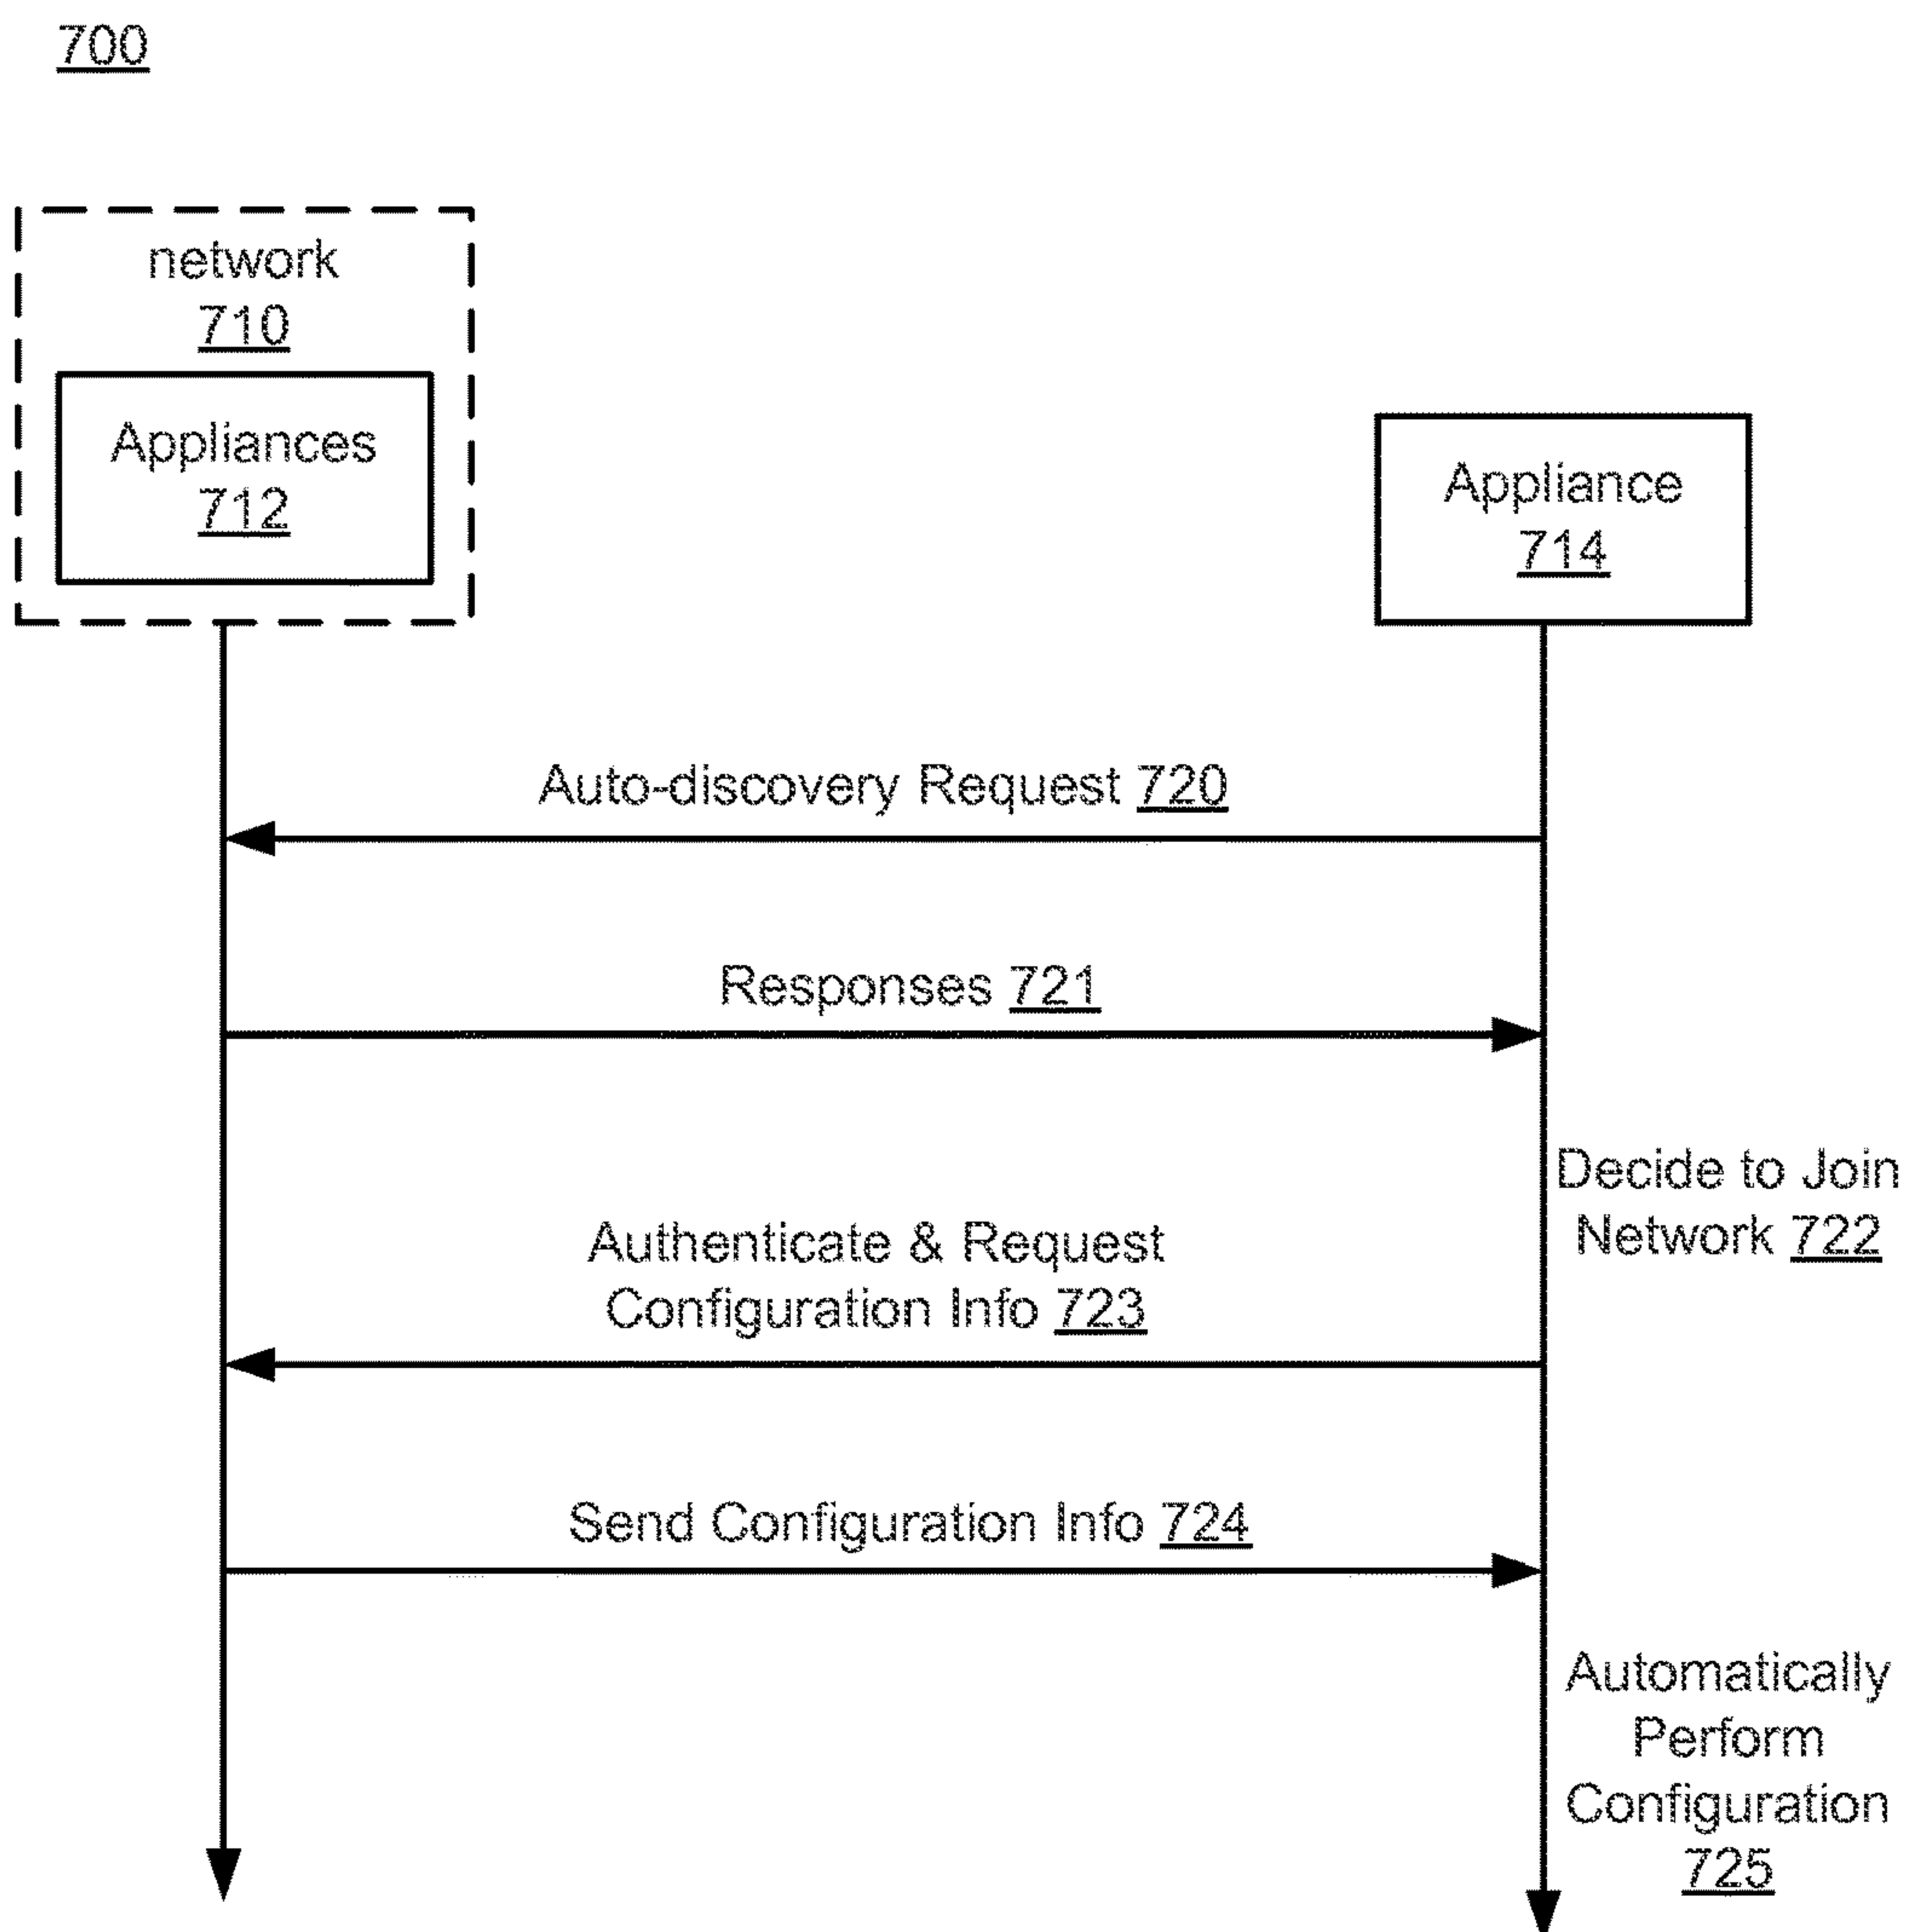 700
network
710
Appliances
712
Appliance
714
Auto-discovery Request 720
Responses 721
Decide to Join
Network 722
Authenticate & Request
Configuration Info 723
Send Configuration Info 724
Automatically
Perform
Configuration
725